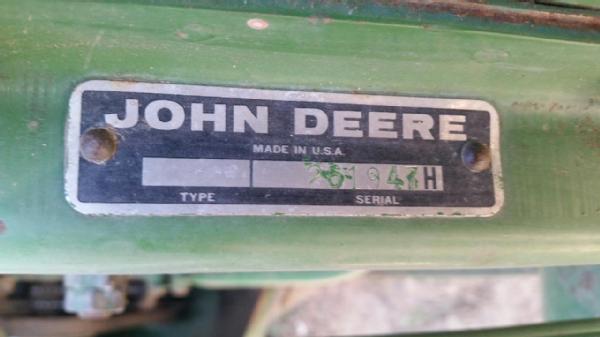 JOHN DEERE
MADE IN U.S.A.
H
TYPE SERIAL